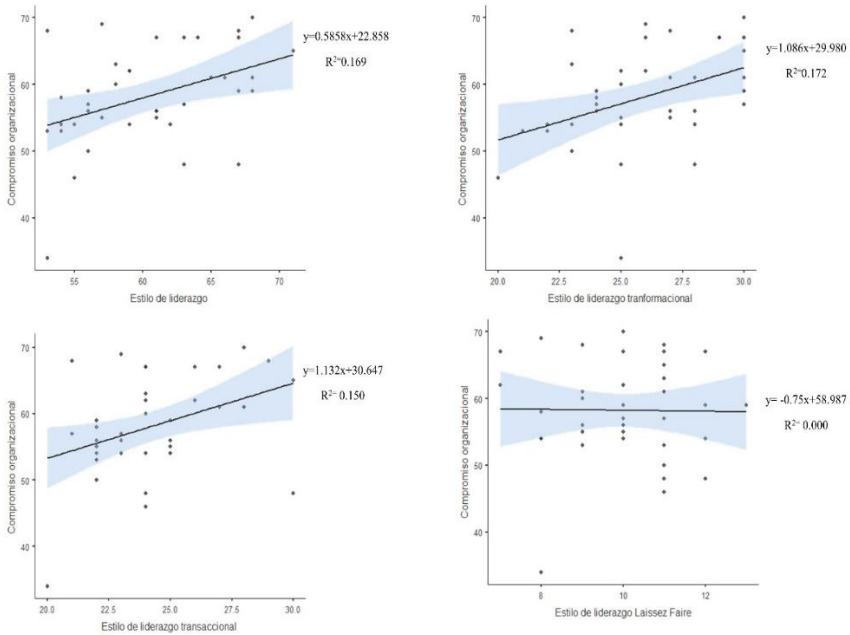 Compromiso organizacional
70
60
50
40
55
60
65
70
Estilo de liderazgo
y=0.5858x+22.858
R²=0.169
Compromiso organizacional
70
60
50
40
20.0
22.5
25.0
27.5
30.0
Estilo de liderazgo tranformacional
y=1.086x+29.980
R²=0.172
Compromiso organizacional
70
60
50
40
20.0
22.5
25.0
27.5
30.0
Estilo de liderazgo transaccional
y=1.132x+30.647
R²= 0.150
Compromiso organizacional
70
60
50
40
8
10
12
Estilo de liderazgo Laissez Faire
y= -0.75x+58.987
R²= 0.000